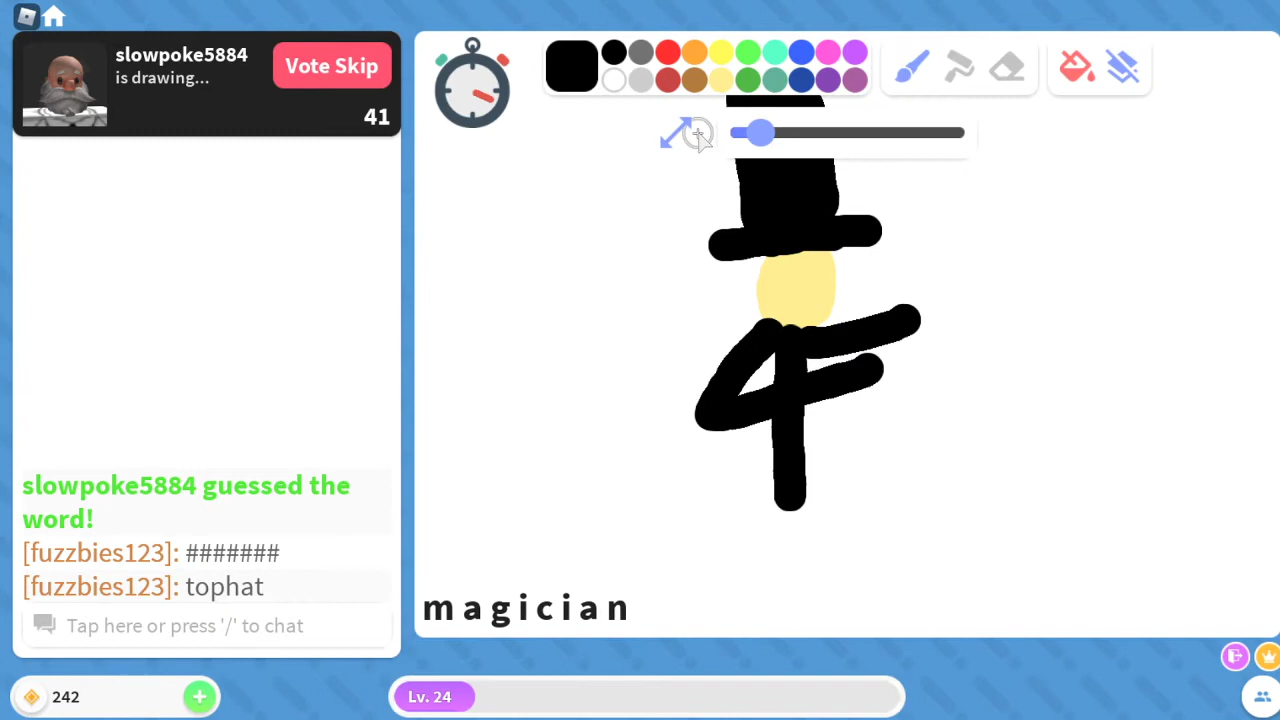 slowpoke5884
is drawing...
Vote Skip
41
slowpoke5884 guessed the
word!
[fuzzbies123]: #######
[fuzzbies123]: tophat
Tap here or press '/' to chat
m a g i c i a n
242
Lv. 24